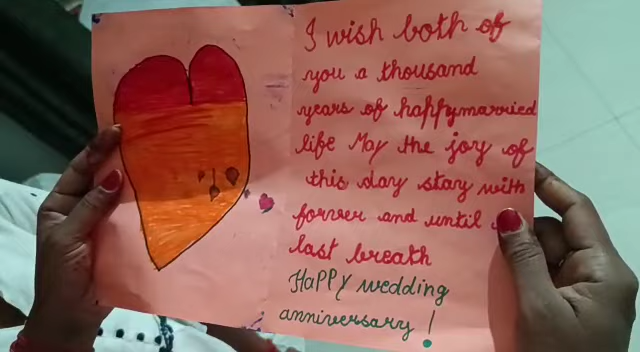 I wish both of
you a thousand
years of happymarried
life May the joy of
this day stay with
forver and until
last breath
HaPPY wedding
anniversary !